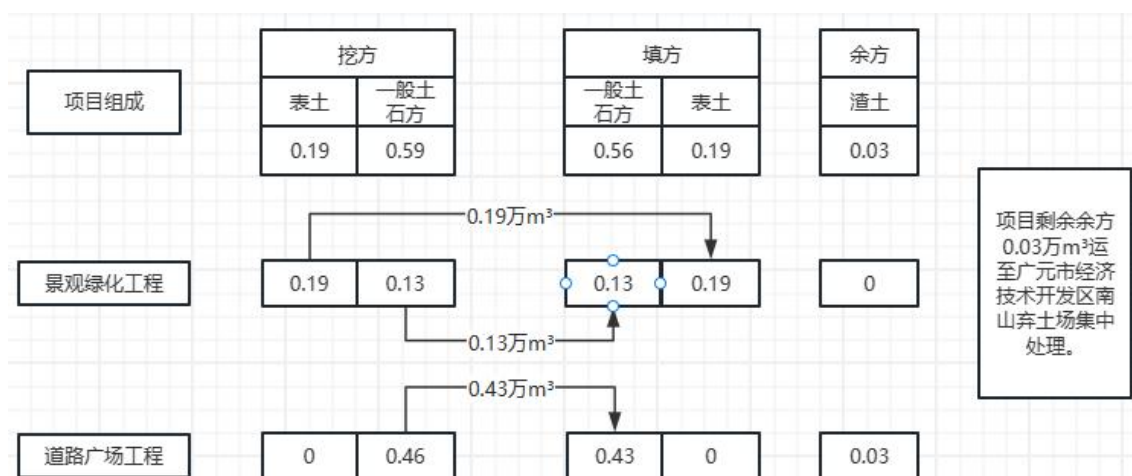 挖方
填方
余方
项目组成
表土
一般土
石方
一般土
石方
表土
渣土
0.19
0.59
0.56
0.19
0.03
0.19万m³
景观绿化工程
0.19
0.13
0.13
0.19
0
0.13万m³
项目剩余余方
0.03万m³运
至广元市经济
技术开发区南
山弃土场集中
处理。
0.43万m³
道路广场工程
0
0.46
0.43
0
0.03